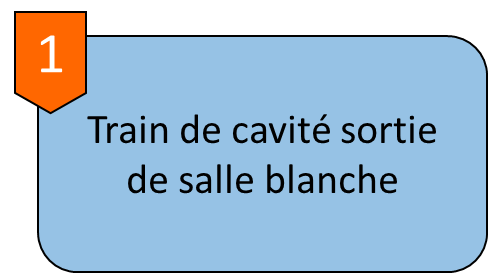 1
Train de cavité sortie
de salle blanche